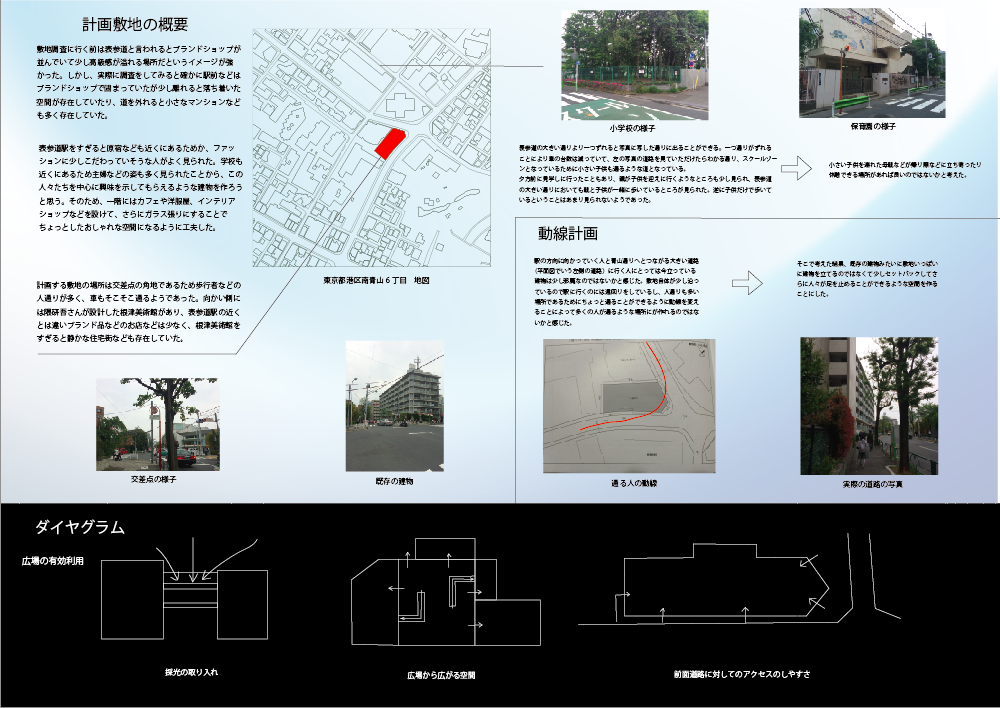 計画敷地の概要
敷地調査に行く前は表参道と言われるとブランドショップが
並んでいて少し高級感が溢れる場所だというイメージが強
かった。しかし、実際に調査をしてみると確かに駅前などは
ブランドショップで固まっていたが少し離れると落ち着いた
空間が存在していたり、道を外れると小さなマンションなど
も多く存在していた。
表参道駅をすぎると原宿なども近くにあるためか、ファッ
ションに少しこだわっていそうな人がよく見られた。学校も
近くにあるため主婦などの姿も多く見られたことから、この
人々たちを中心に興味を示してもらえるような建物を作ろう
と思う。そのため、一階にはカフェや洋服屋、インテリア
ショップなどを設けて、さらにガラス張りにすることで
ちょっとしたおしゃれな空間になるように工夫した。
計画する敷地の場所は交差点の角地であるため歩行者などの
人通りが多く、車もそこそこ通るようであった。向かい側に
は隈研吾さんが設計した根津美術館があり、表参道駅の近く
とは違いブランド品などのお店などは少なく、根津美術館を
すぎると静かな住宅街なども存在していた。
東京都港区南青山6丁目 地図
交差点の様子
既存の建物
小学校の様子
保育園の様子
表参道の大きい通りより一つずれると写真に写した通りに出ることができる。一つ通りがずれる
ことにより車の台数は減っていて、左の写真の道路を見ていただけたらわかる通り、スクールゾー
ンとなっているために小さい子供も通るような道となっている。
夕方前に見学しに行ったこともあり、親が子供を迎えに行くようなところも少し見られ、表参道
の大きい通りにおいても親と子供が一緒に歩いているところが見られた。逆に子供だけで歩いて
いるということはあまり見られないようであった。
小さい子供を連れた母親などが帰り際などに立ち寄ったり
休憩できる場所があれば良いのではないかと考えた。
動線計画
駅の方向に向かっていく人と青山通りへとつながる大きい道路
(平面図でいう左側の道路)に行く人にとっては今立っている
建物は少し邪魔なのではないかと感じた。敷地自体が少し沿っ
ているので駅に行くのには遠回りをしているし、人通りも多い
場所であるためにちょっと通ることができるように動線を変え
ることによって多くの人が通るような場所にが作れるのではな
いかと感じた。
そこで考えた結果、既存の建物みたいに敷地いっぱい
に建物を立てるのではなくて少しセットバックしてさ
らに人々が足を止めることができるような空間を作る
ことにした。
通る人の動線
実際の道路の写真
ダイヤグラム
広場の有効利用
採光の取り入れ
広場から広がる空間
前面道路に対してのアクセスのしやすさ